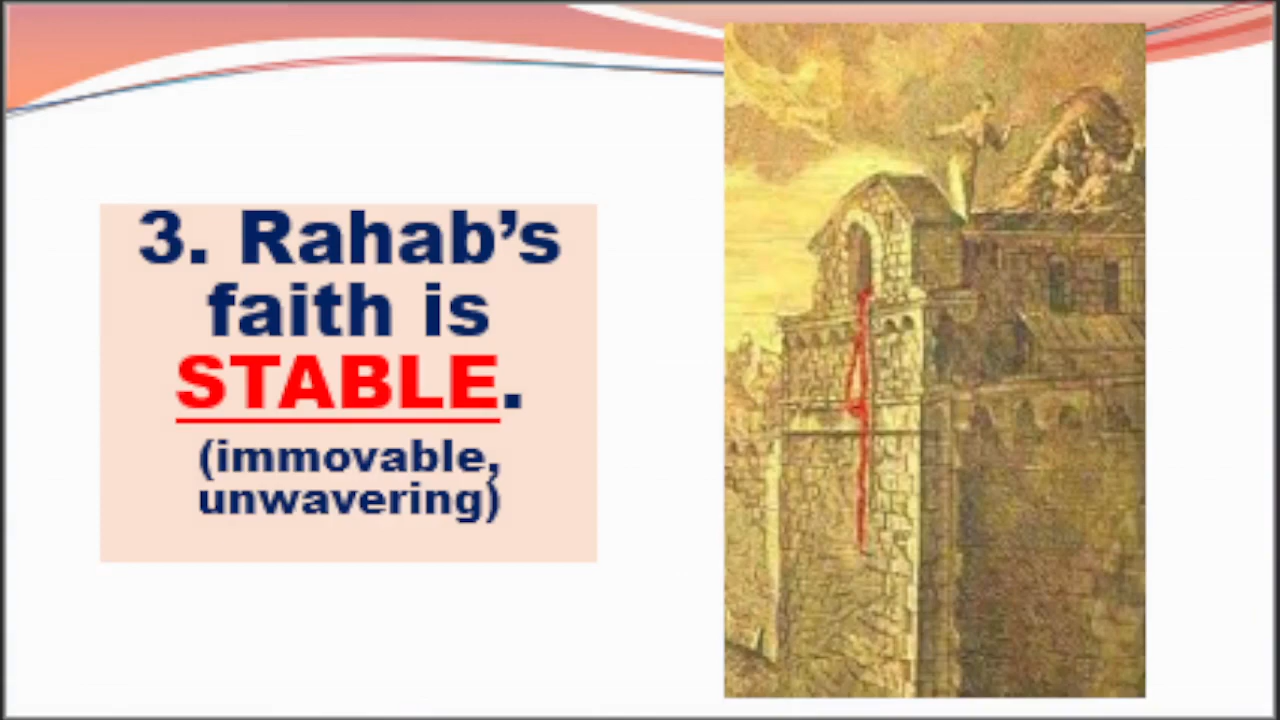 3. Rahab’s
faith is
STABLE.
(immovable,
unwavering)